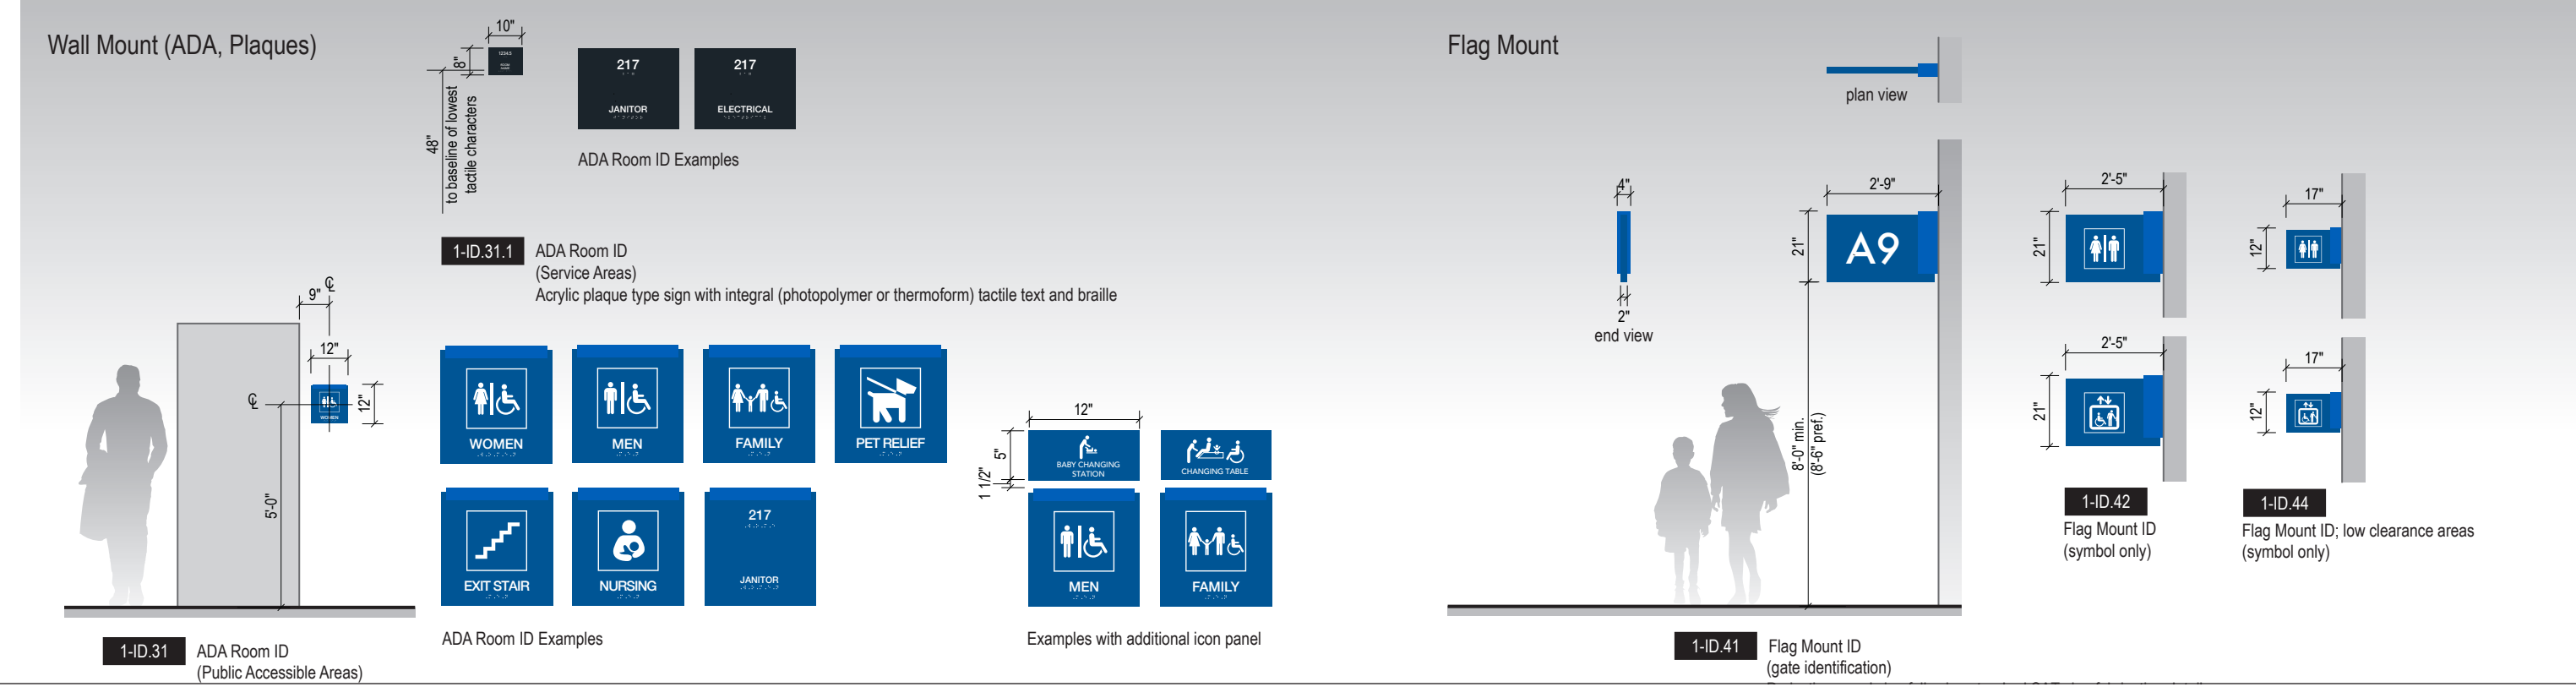 Wall Mount (ADA, Plaques)
10"
8"
48"
to baseline of lowest
tactile characters
12345
ROOM
NAME
217
JANITOR
217
ELECTRICAL
ADA Room ID Examples
1-ID.31.1
ADA Room ID
(Service Areas)
Acrylic plaque type sign with integral (photopolymer or thermoform) tactile text and braille
9"
℄
12"
℄
12"
WOMEN
5'-0"
1-ID.31
ADA Room ID
(Public Accessible Areas)
WOMEN
MEN
FAMILY
PET RELIEF
EXIT STAIR
NURSING
217
JANITOR
ADA Room ID Examples
12"
5"
1 1/2"
BABY CHANGING
STATION
CHANGING TABLE
MEN
FAMILY
Examples with additional icon panel
Flag Mount
plan view
4"
2"
end view
2'-9"
21"
A9
8'-0" min.
(8'-6" pref.)
1-ID.41
Flag Mount ID
(gate identification)
2'-5"
21"
2'-5"
21"
1-ID.42
Flag Mount ID
(symbol only)
17"
12"
17"
12"
1-ID.44
Flag Mount ID; low clearance areas
(symbol only)